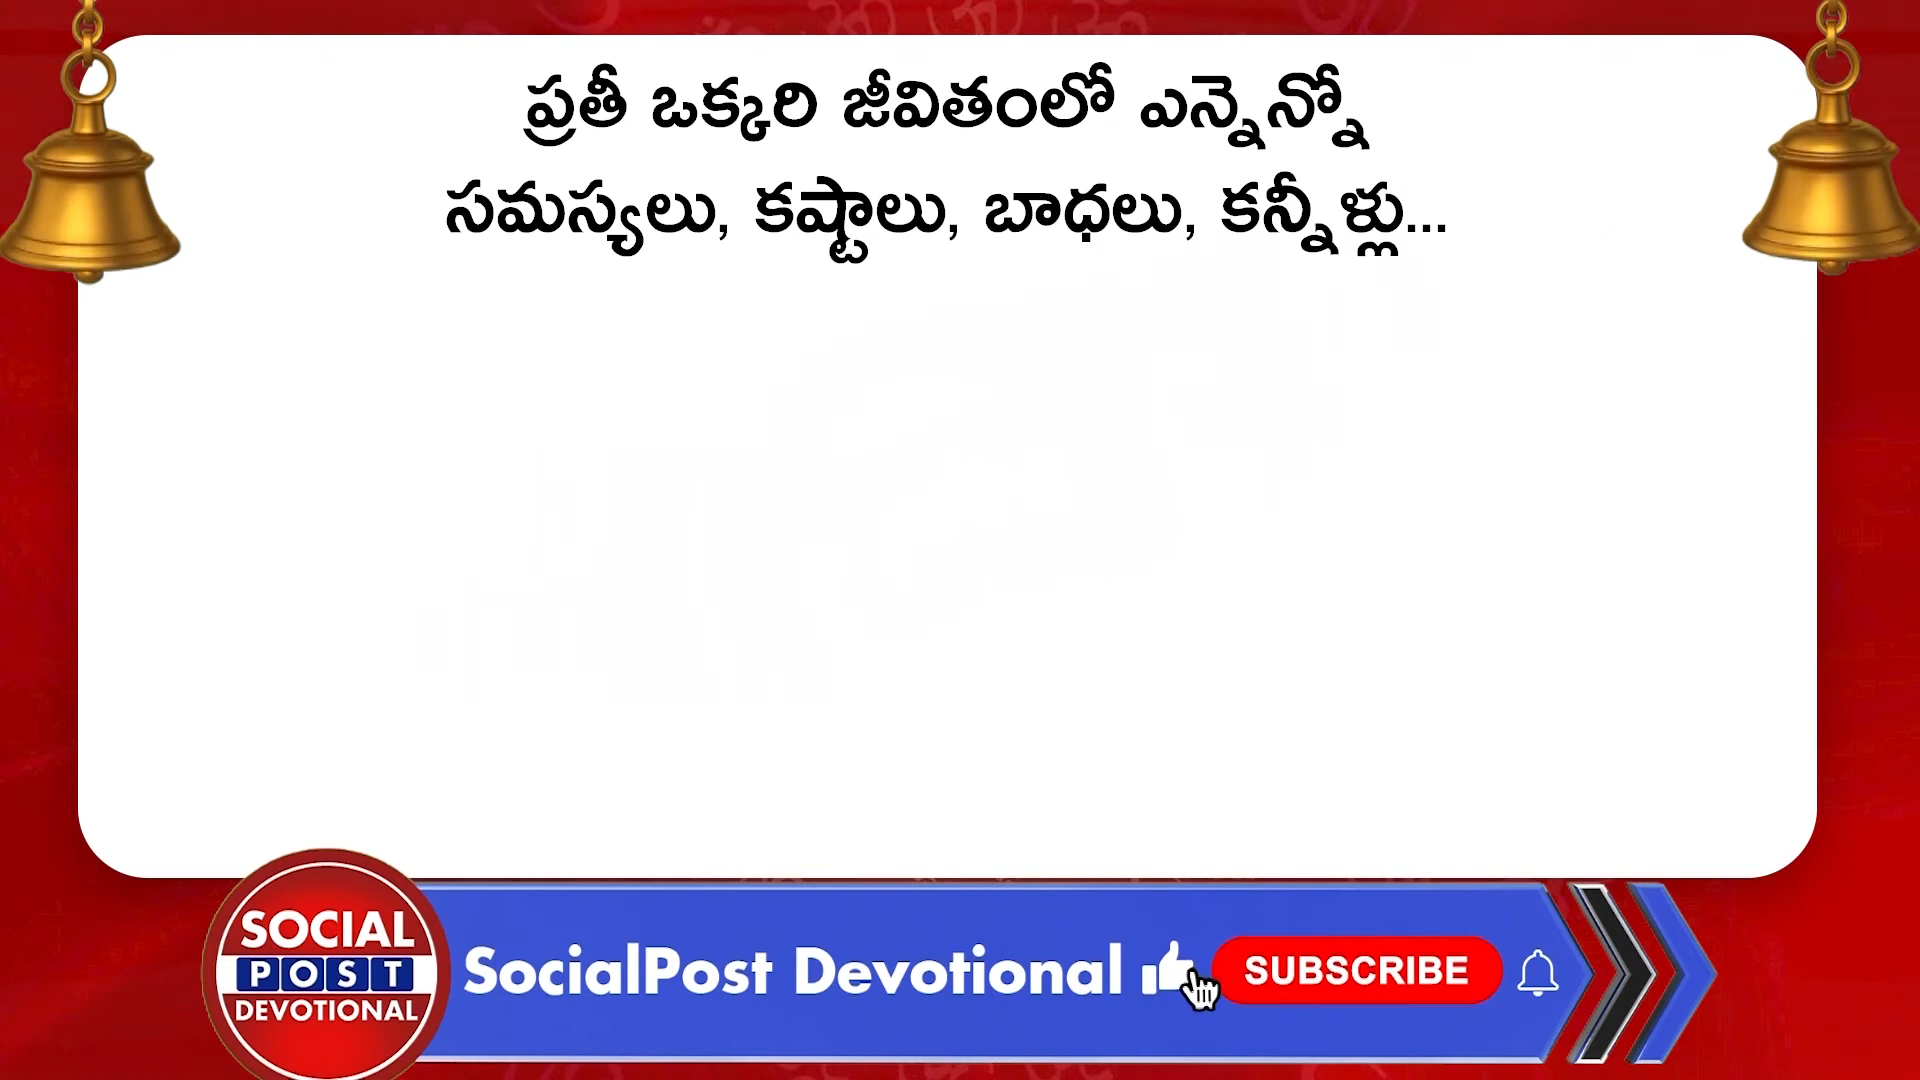 ప్రతీ ఒక్కరి జీవితంలో ఎన్నెన్నో
సమస్యలు, కష్టాలు, బాధలు, కన్నీళ్లు...
SOCIAL
POST
DEVOTIONAL
SocialPost Devotional
SUBSCRIBE